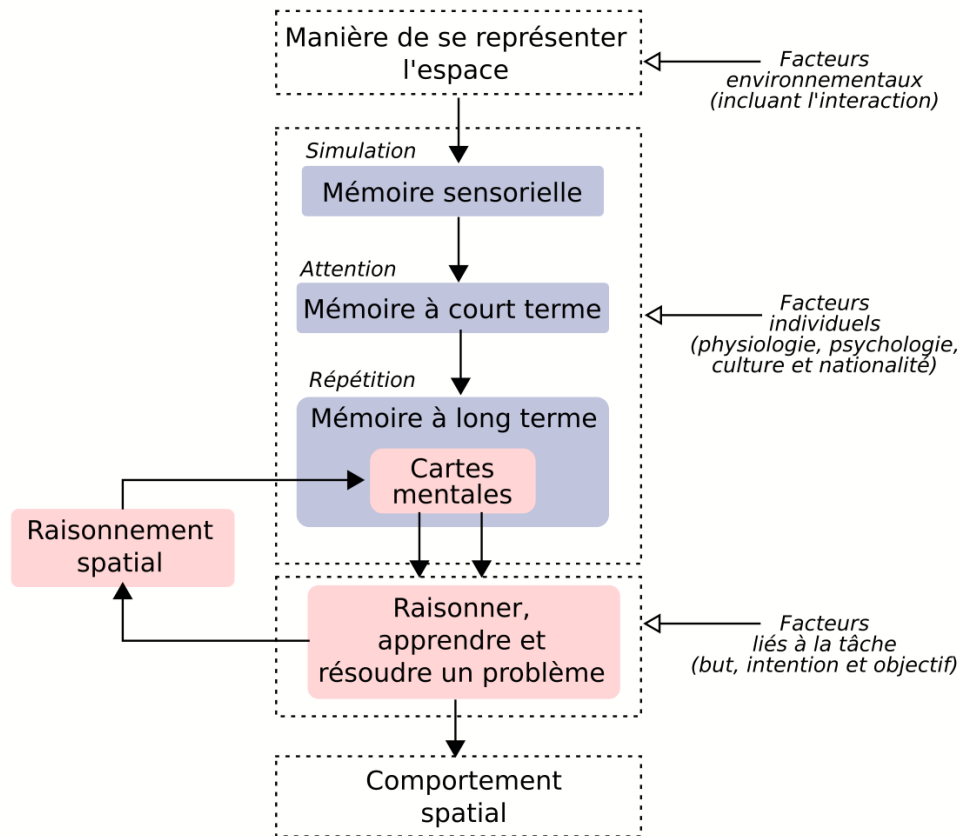 Manière de se représenter
l'espace
Facteurs
environnementaux
(incluant l'interaction)
Simulation
Mémoire sensorielle
Attention
Mémoire à court terme
Facteurs
individuels
(physiologie, psychologie,
culture et nationalité)
Répétition
Mémoire à long terme
Cartes
mentales
Raisonnement
spatial
Raisonner,
apprendre et
résoudre un problème
Facteurs
liés à la tâche
(but, intention et objectif)
Comportement
spatial